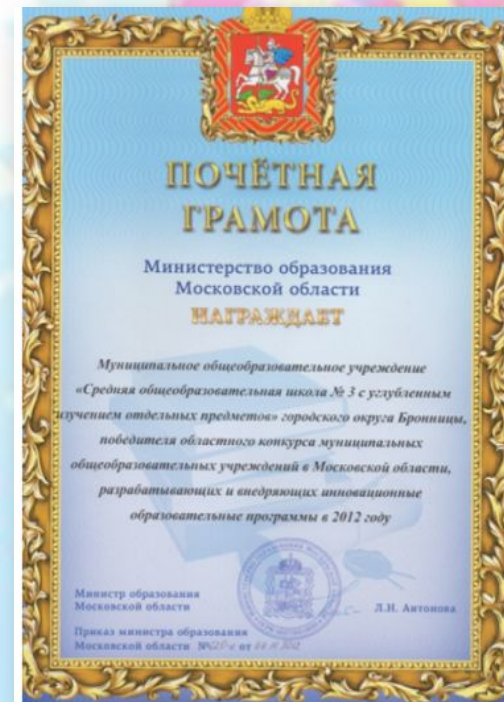 ПОЧЁТНАЯ
ГРАМОТА
Министерство образования
Московской области
НАГРАЖДАЕТ
Муниципальное общеобразовательное учреждение
«Средняя общеобразовательная школа № 3 с углубленным
изучением отдельных предметов» городского округа Бронницы,
победителя областного конкурса муниципальных
общеобразовательных учреждений в Московской области,
разрабатывающих и внедряющих инновационные
образовательные программы в 2012 году
Министр образования
Московской области
Л.Н. Антонова
Приказ министра образования
Московской области № от